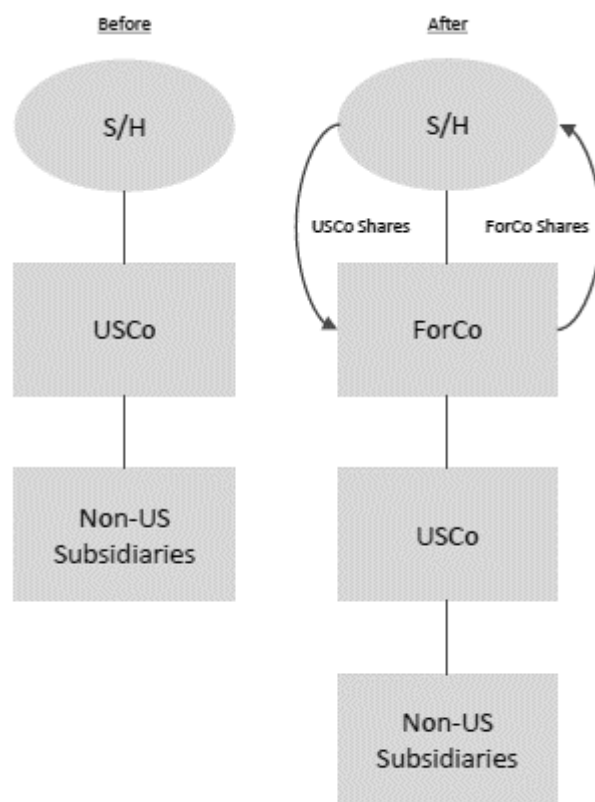 Before
After
S/H
S/H
USCo Shares
ForCo Shares
USCo
ForCo
Non-US
Subsidiaries
USCo
Non-US
Subsidiaries